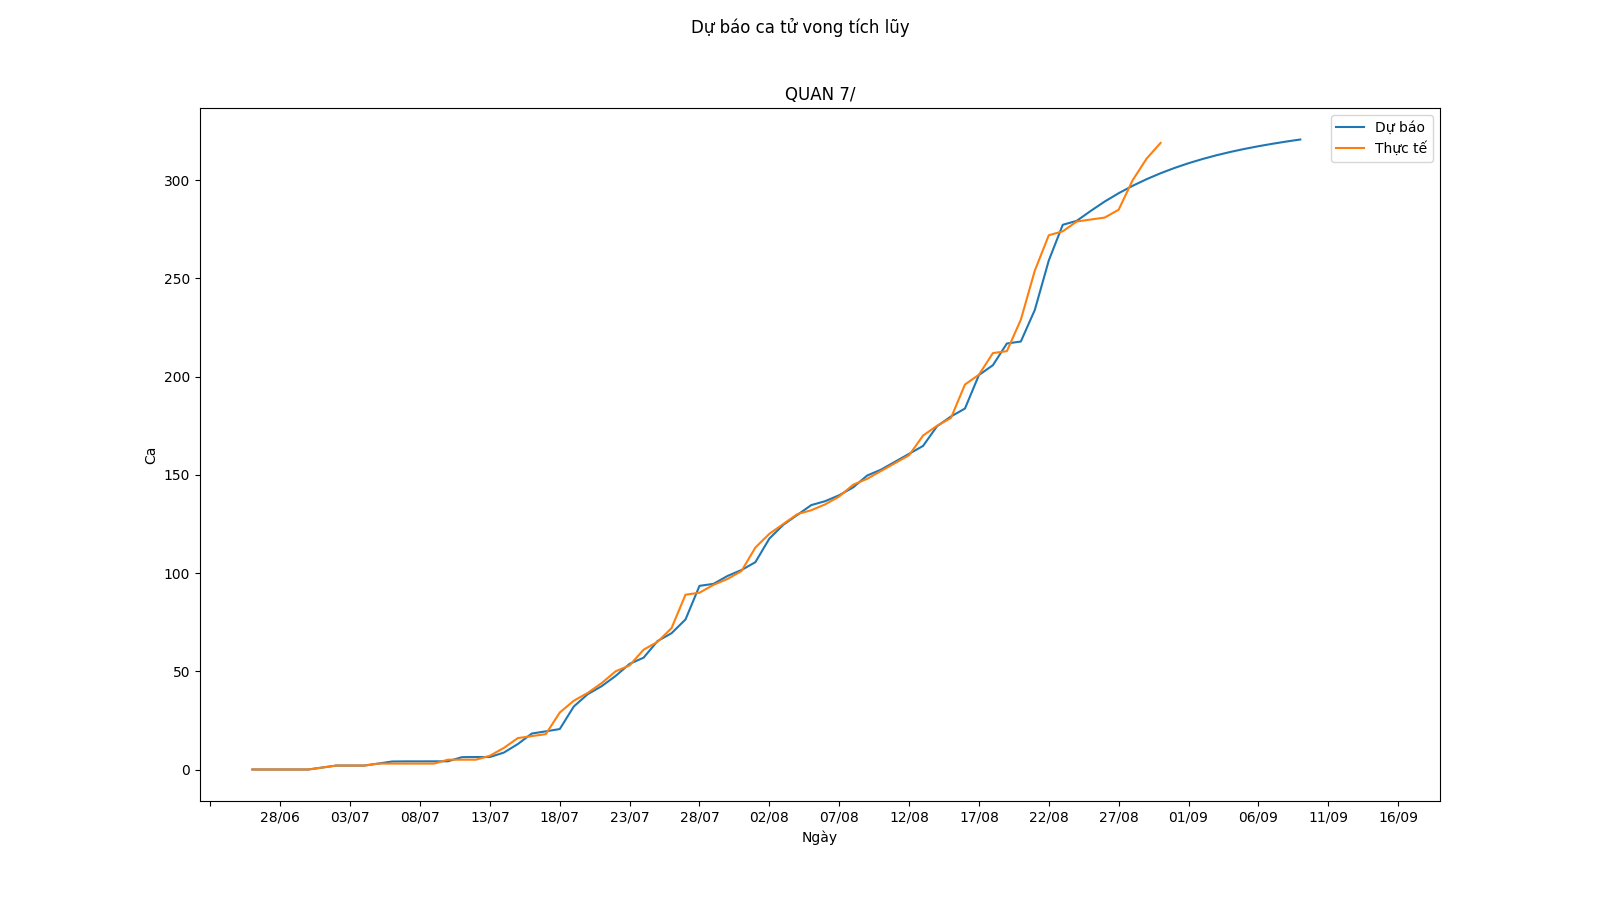 Dự báo ca tử vong tích lũy
QUAN 7/
Dự báo
Thực tế
300
250
200
150
100
50
0
Ca
28/06 03/07 08/07 13/07 18/07 23/07 28/07 02/08 07/08 12/08 17/08 22/08 27/08 01/09 06/09 11/09 16/09
Ngày